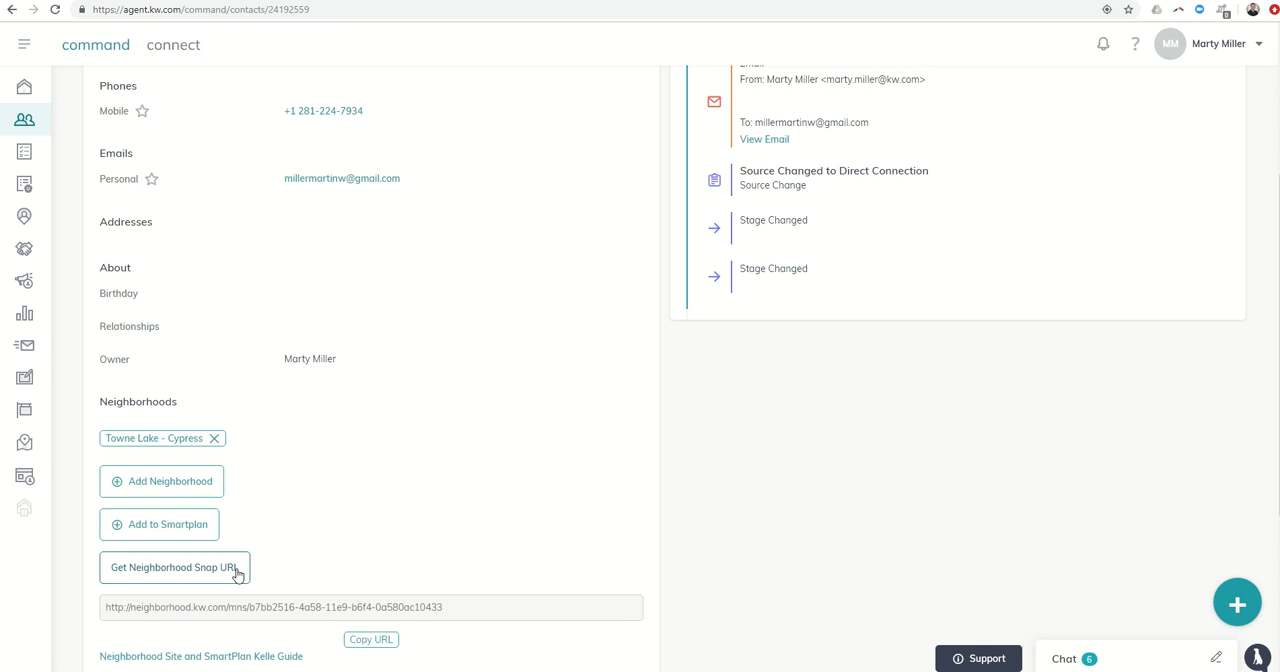 https://agent.kw.com/command/contacts/24192559
command connect
MM Marty Miller
Phones
Mobile +1 281-224-7934
Emails
Personal millermartinw@gmail.com
Addresses
About
Birthday
Relationships
Owner Marty Miller
Neighborhoods
Towne Lake - Cypress
Add Neighborhood
Add to Smartplan
Get Neighborhood Snap URL
http://neighborhood.kw.com/mns/b7bb2516-4a58-11e9-b6f4-0a580ac10433
Copy URL
Neighborhood Site and SmartPlan Kelle Guide
Email
From: Marty Miller <marty.miller@kw.com>
To: millermartinw@gmail.com
View Email
Source Changed to Direct Connection
Source Change
Stage Changed
Stage Changed
Support
Chat 6